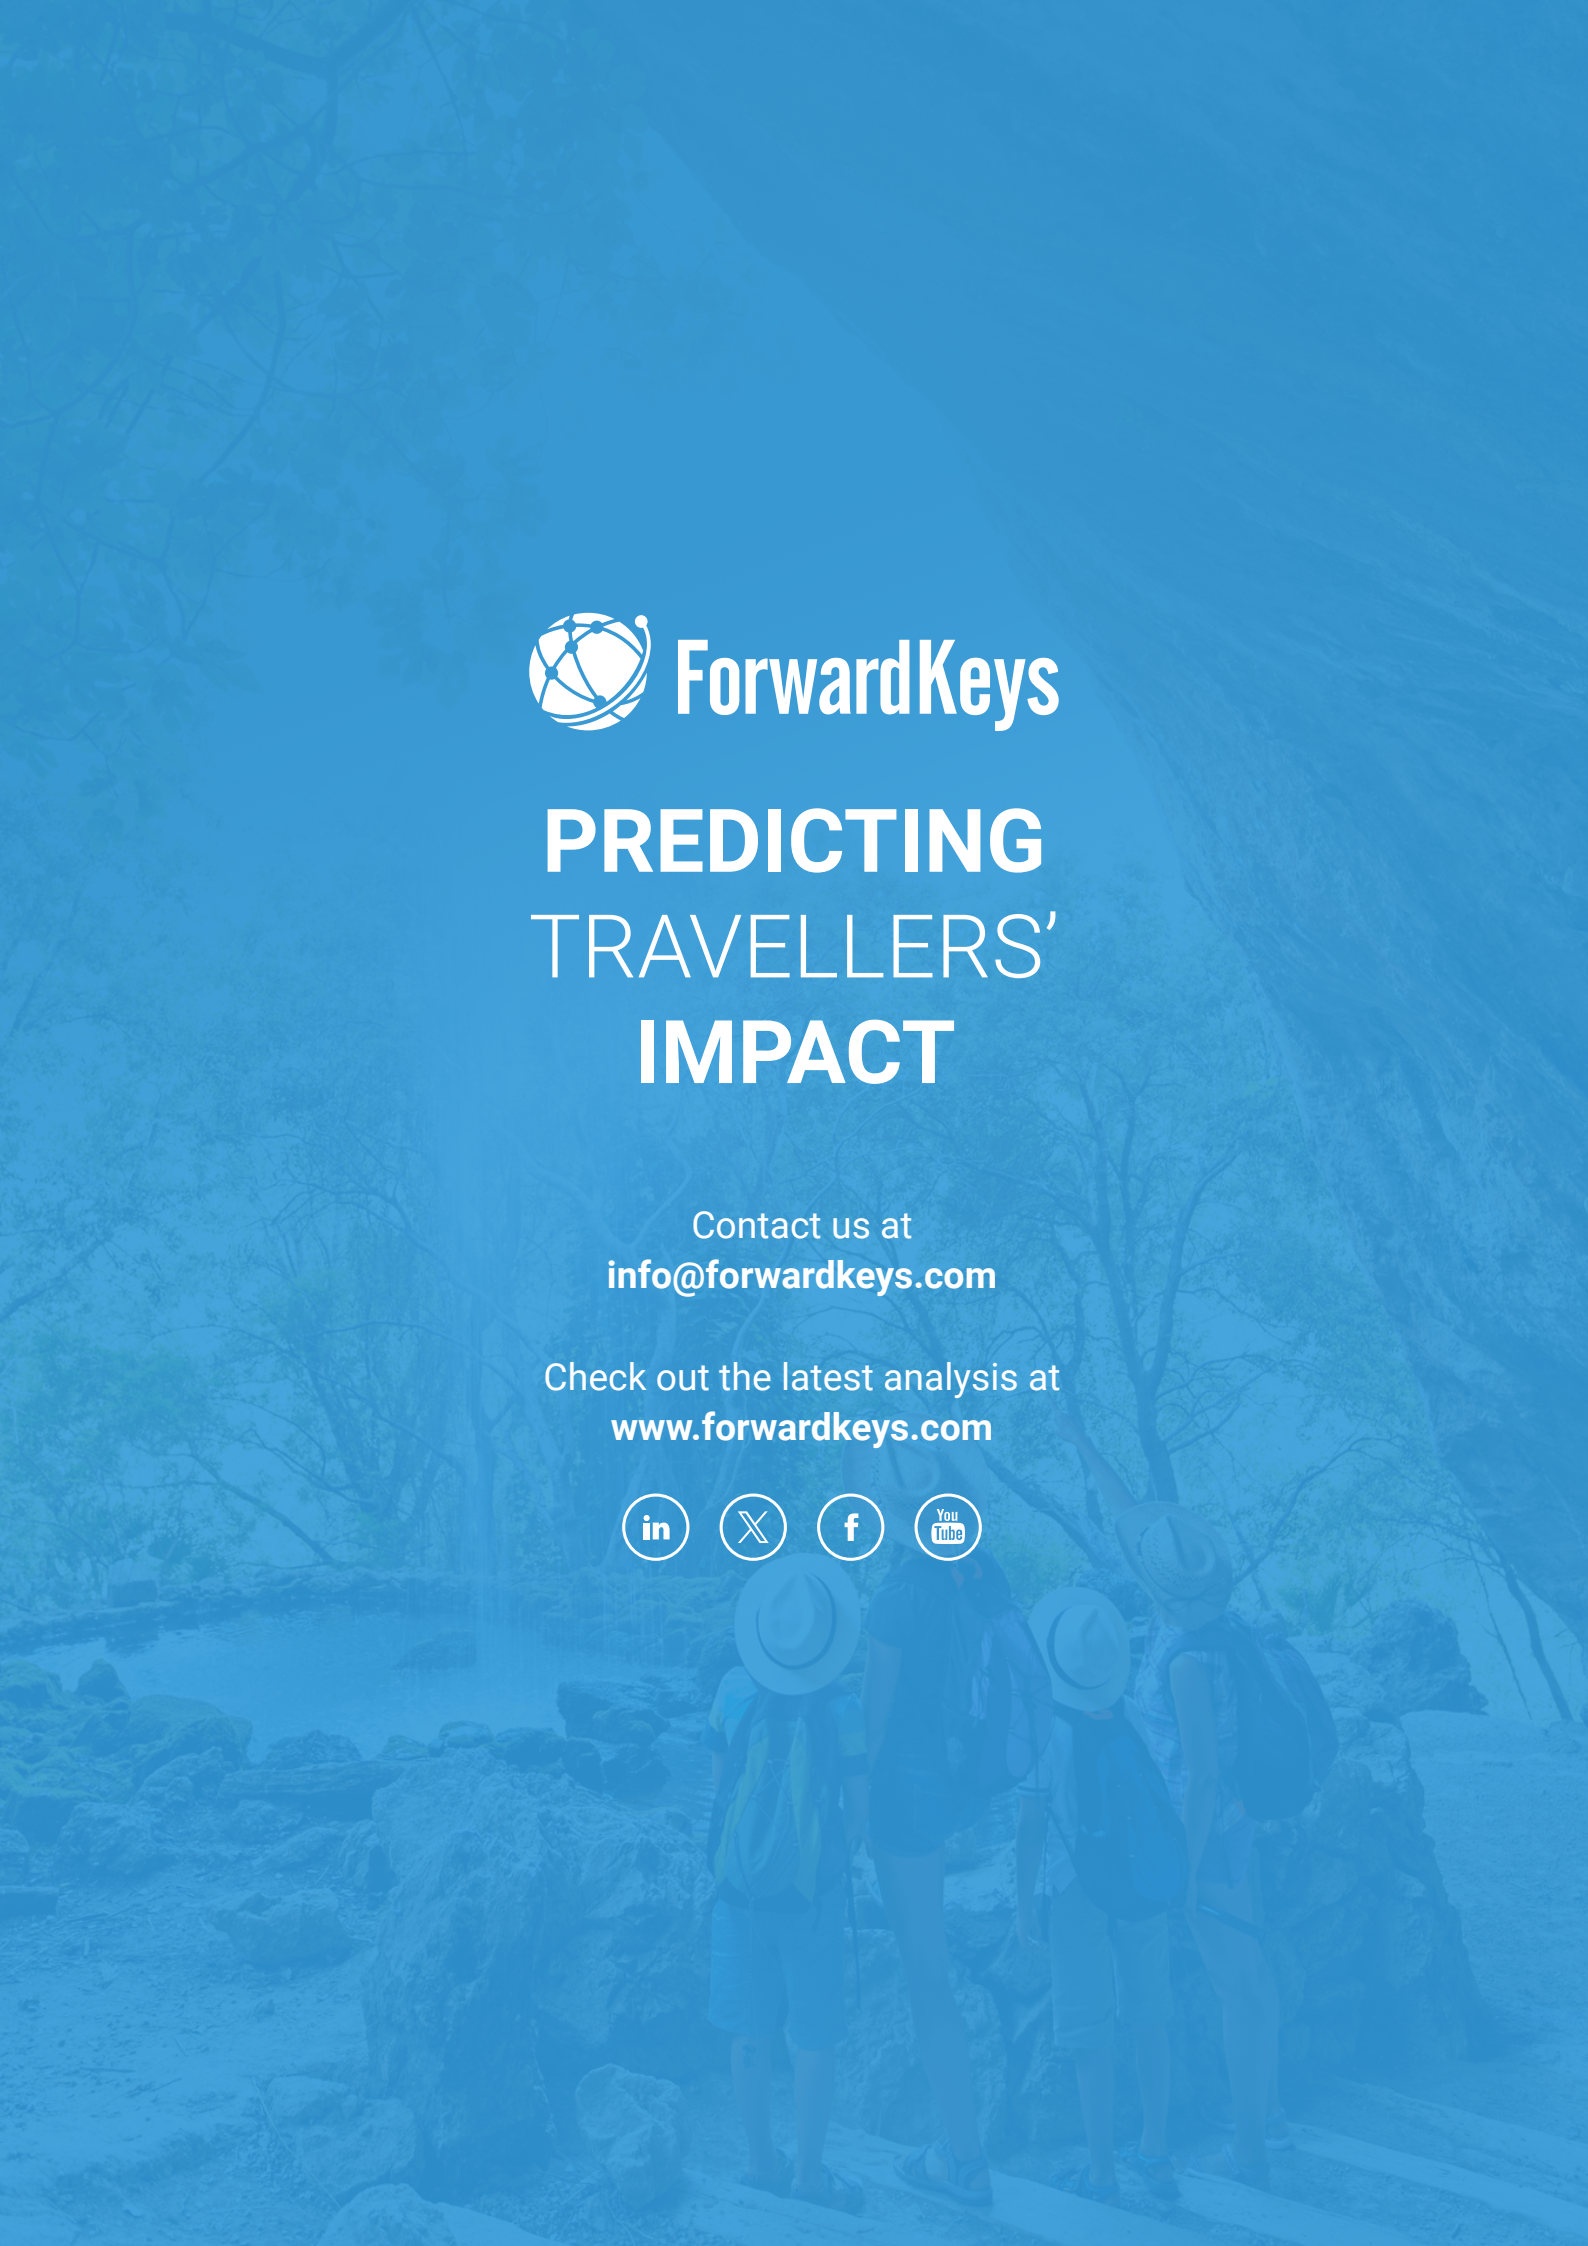 ForwardKeys
PREDICTING
TRAVELLERS’
IMPACT
Contact us at
info@forwardkeys.com
Check out the latest analysis at
www.forwardkeys.com
in X f You
Tube